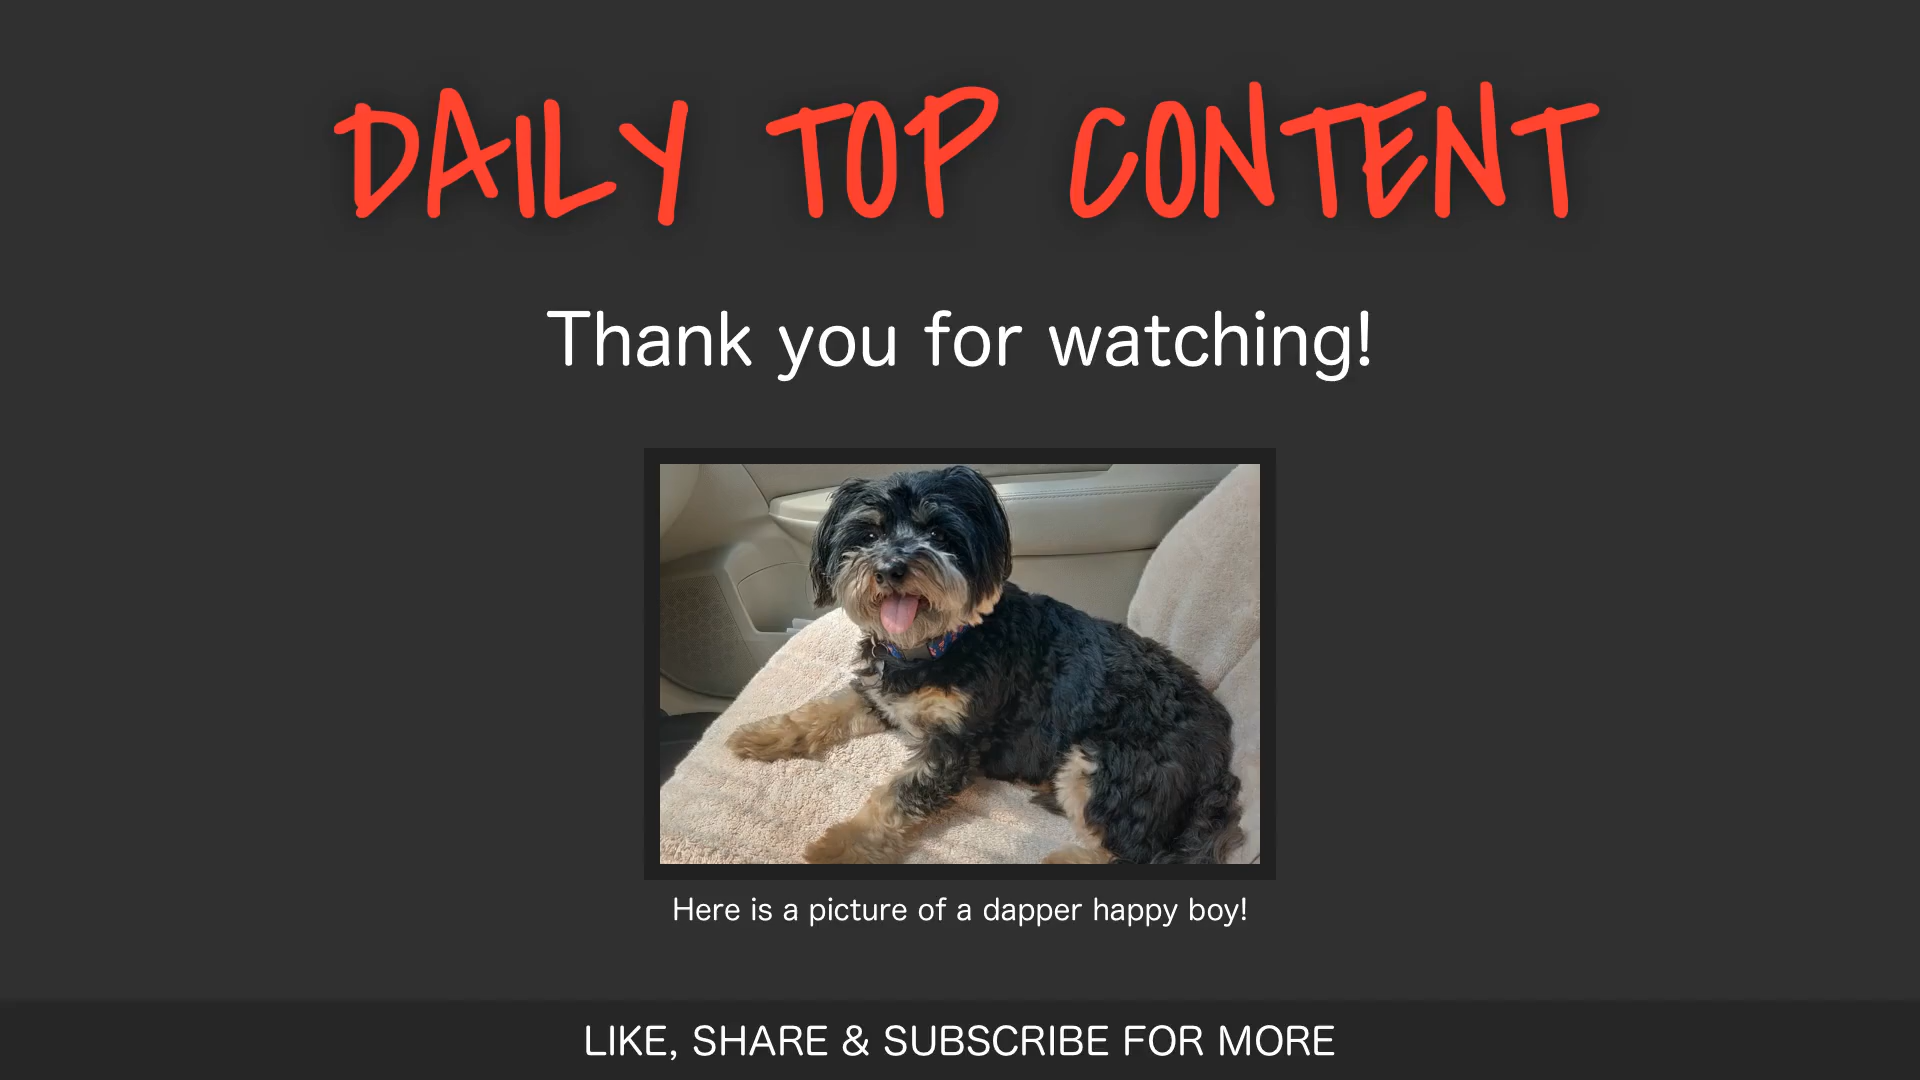 DAILY TOP CONTENT
Thank you for watching!
Here is a picture of a dapper happy boy!
LIKE, SHARE & SUBSCRIBE FOR MORE